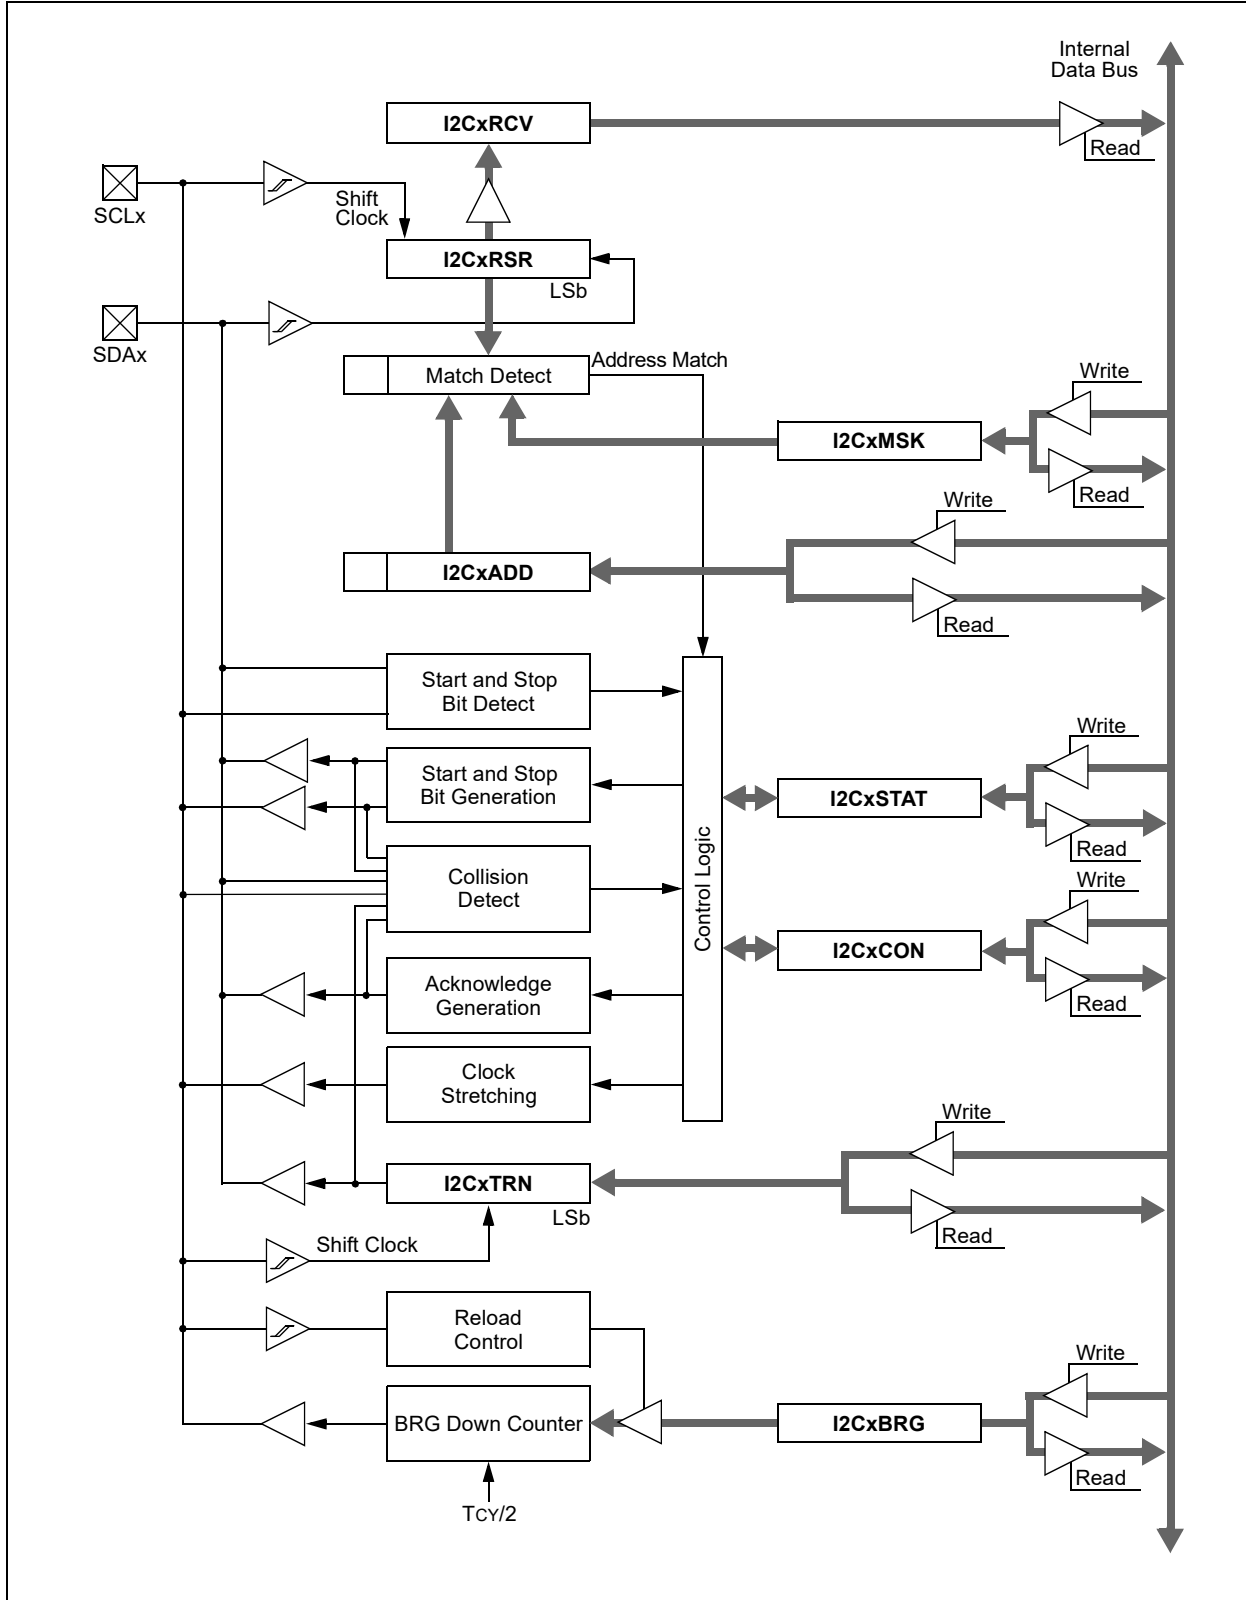 Internal
Data Bus
I2CxRCV
Read
SCLx
Shift
Clock
I2CxRSR
LSb
SDAx
Address Match
Match Detect
Write
I2CxMSK
Read
Write
I2CxADD
Read
Start and Stop
Bit Detect
Write
Start and Stop
Bit Generation
I2CxSTAT
Read
Control Logic
Collision
Detect
Write
I2CxCON
Read
Acknowledge
Generation
Clock
Stretching
Write
I2CxTRN
LSb
Read
Shift Clock
Reload
Control
Write
BRG Down Counter
I2CxBRG
Read
TCY/2